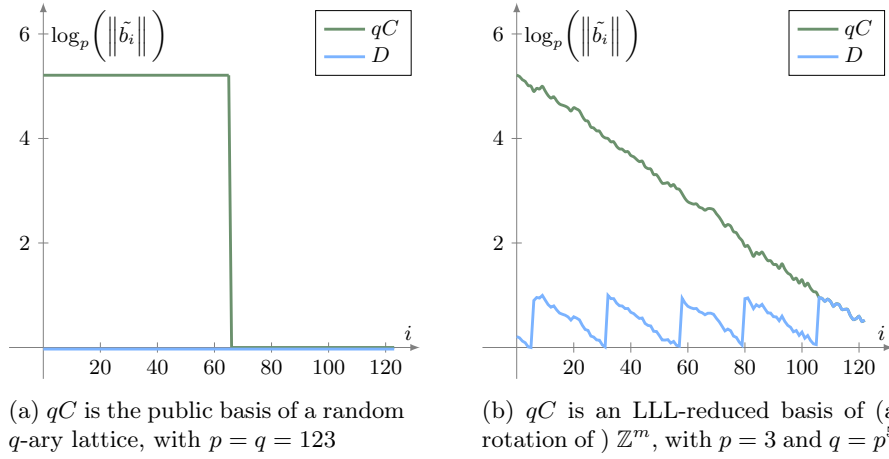 6
log_p(‖b̃_i‖)
qC
D
4
2
20 40 60 80 100 120
i
(a) qC is the public basis of a random
q-ary lattice, with p = q = 123
6
log_p(‖b̃_i‖)
qC
D
4
2
20 40 60 80 100 120
i
(b) qC is an LLL-reduced basis of
rotation of ) ℤ^m, with p = 3 and